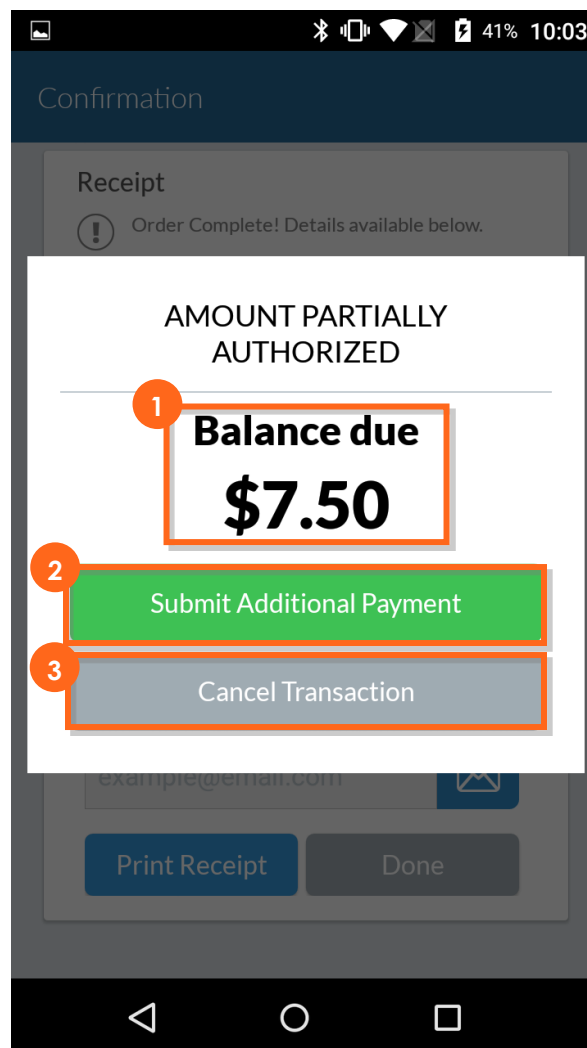 41% 10:03
Confirmation
Receipt
! Order Complete! Details available below.
AMOUNT PARTIALLY
AUTHORIZED
1
Balance due
$7.50
2
Submit Additional Payment
3
Cancel Transaction
example@email.com
Print Receipt Done